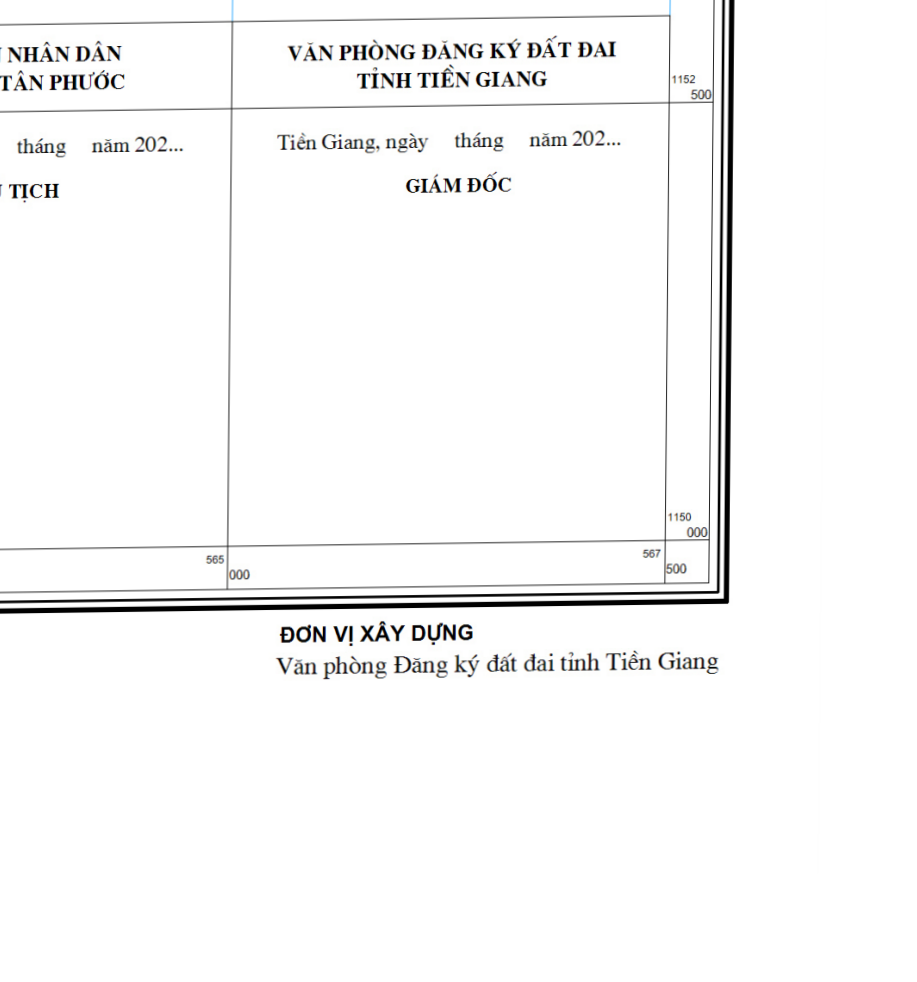 NHÂN DÂN
TÂN PHƯỚC
VĂN PHÒNG ĐĂNG KÝ ĐẤT ĐAI
TỈNH TIỀN GIANG
1152
500
tháng năm 202...
TỊCH
Tiền Giang, ngày tháng năm 202...
GIÁM ĐỐC
1150
000
565
000
567
500
ĐƠN VỊ XÂY DỰNG
Văn phòng Đăng ký đất đai tỉnh Tiền Giang